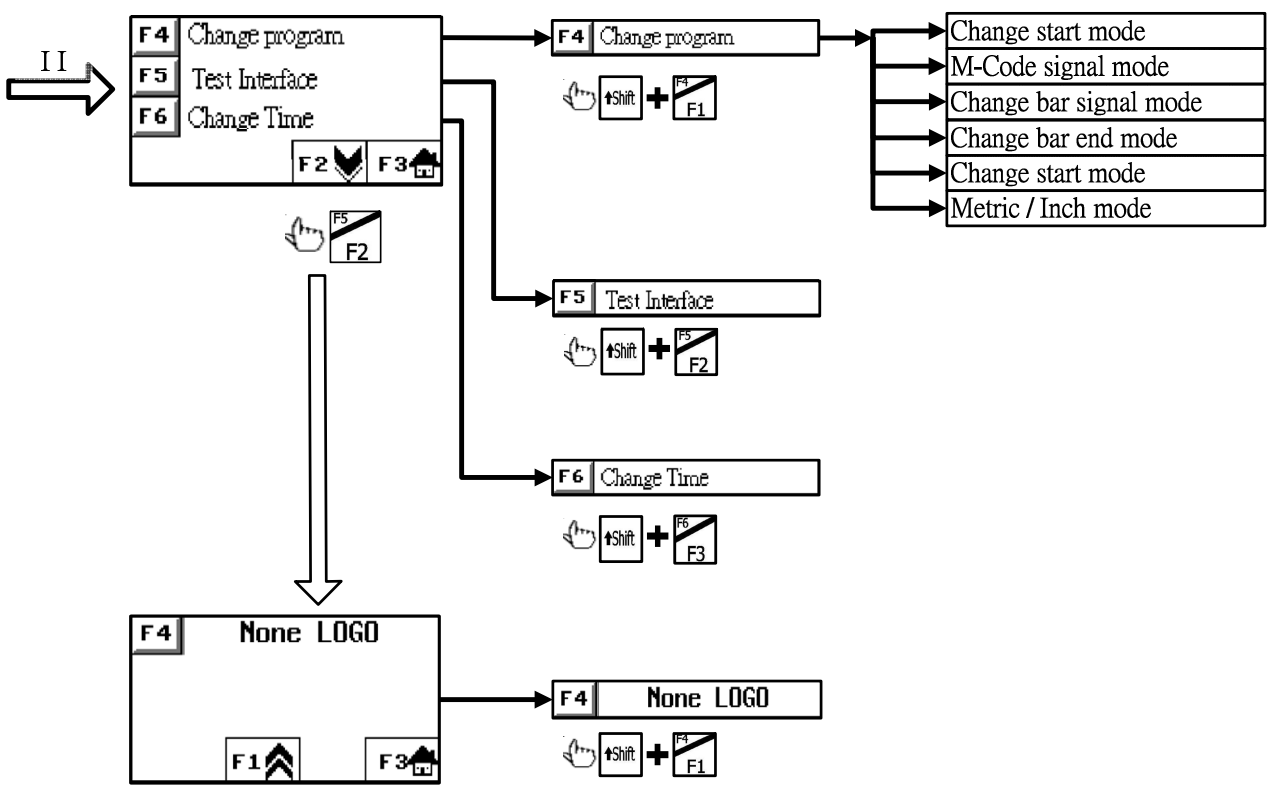 II
F4 Change program
F5 Test Interface
F6 Change Time
F2 F3
F5
F2
F4 Change program
↑Shift + F4
F1
Change start mode
M-Code signal mode
Change bar signal mode
Change bar end mode
Change start mode
Metric / Inch mode
F5 Test Interface
↑Shift + F5
F2
F6 Change Time
↑Shift + F6
F3
F4 None LOGO
F1 F3
F4 None LOGO
↑Shift + F4
F1